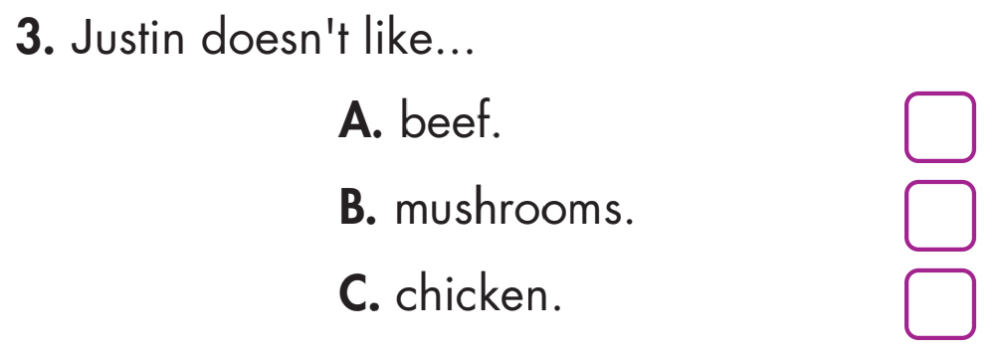 3. Justin doesn't like...
A. beef.
B. mushrooms.
C. chicken.